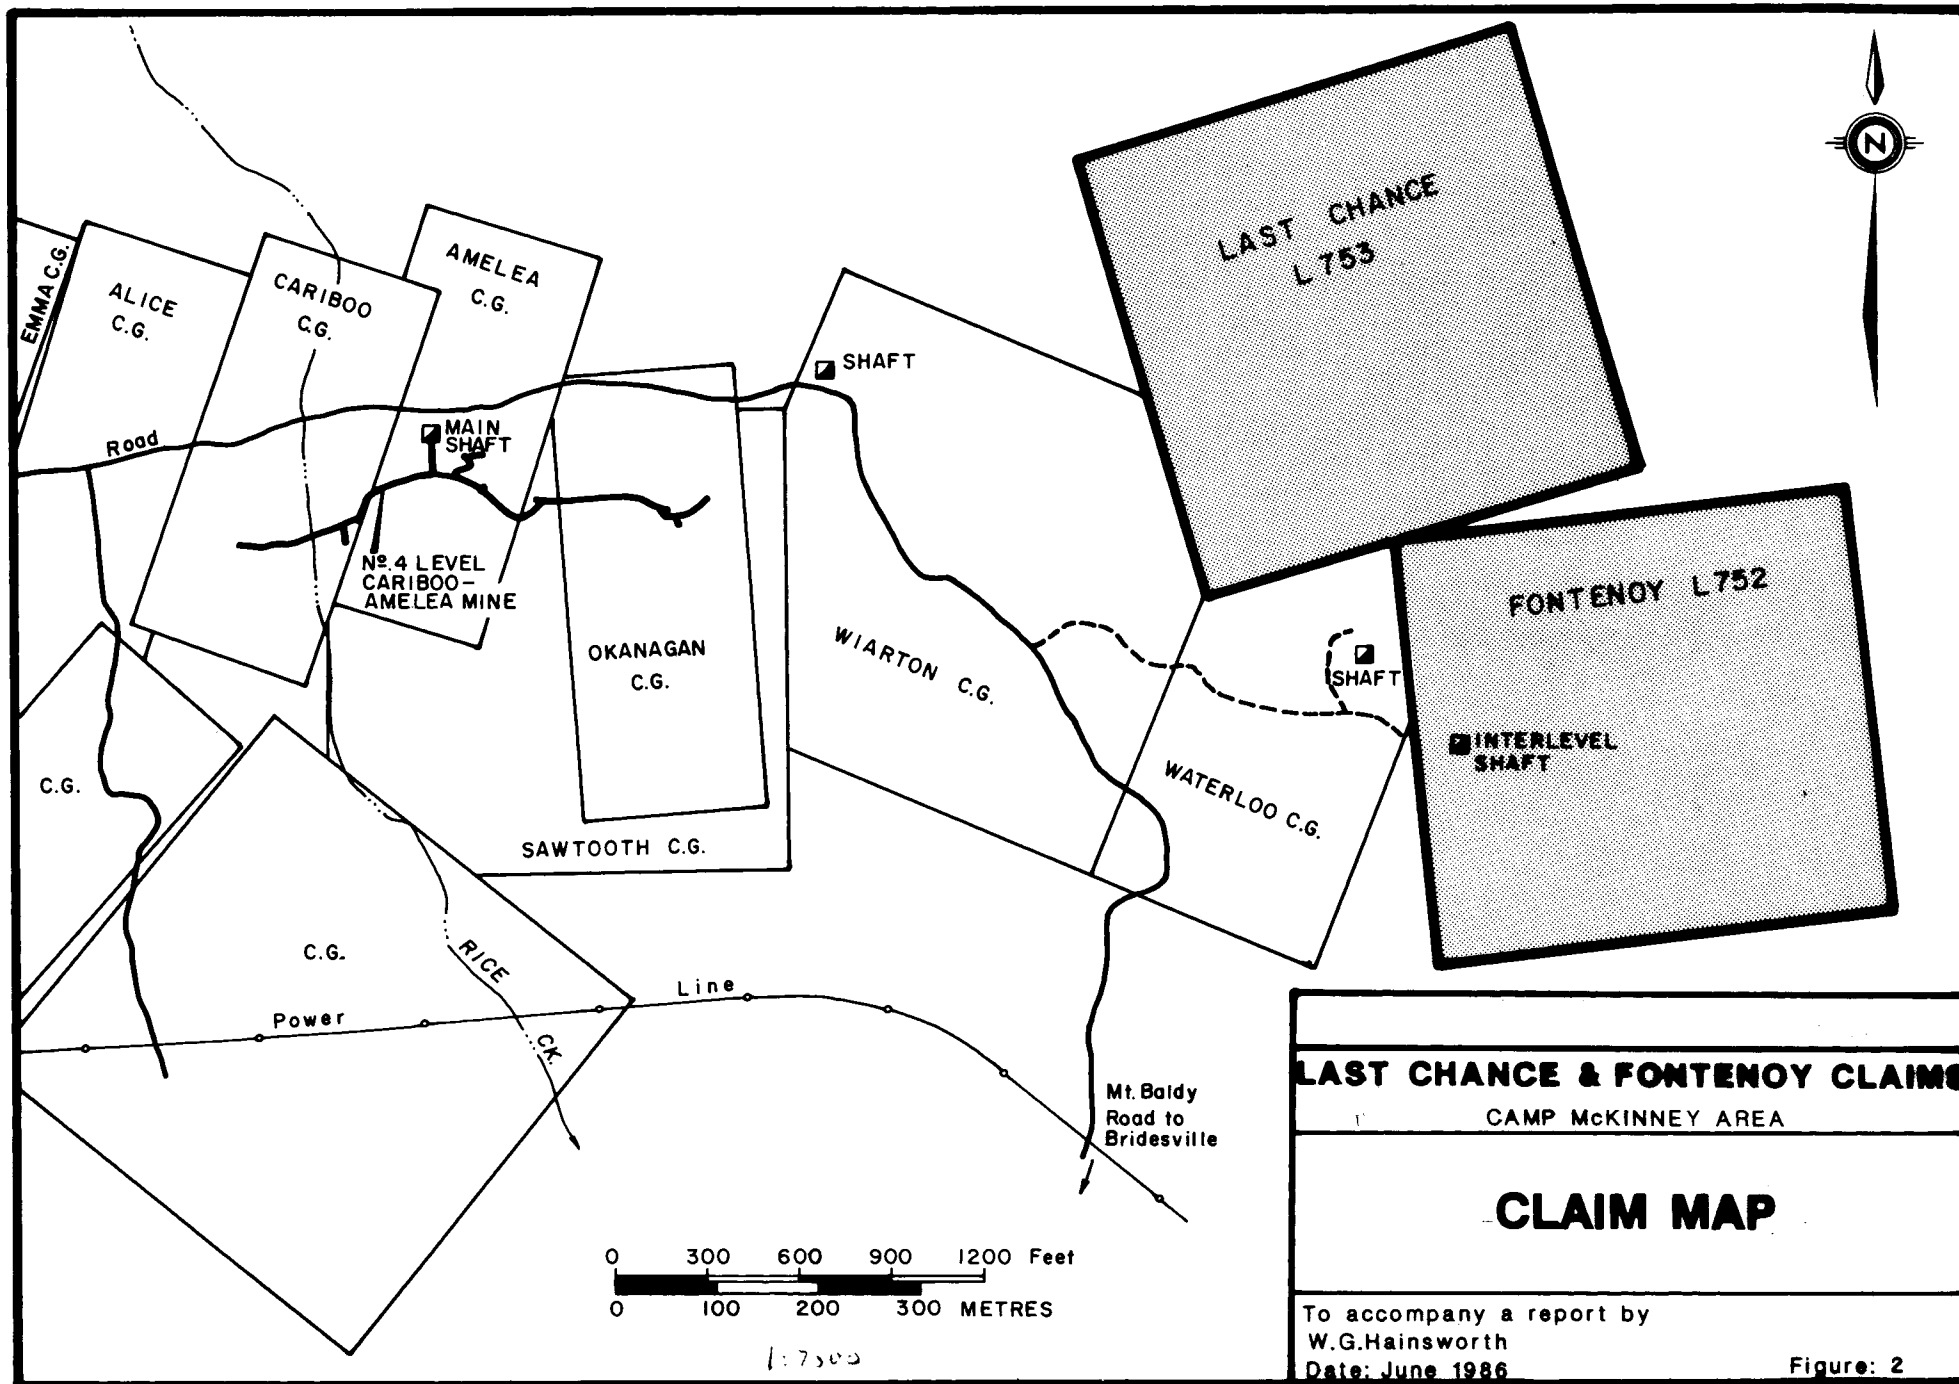 N
LAST CHANCE
L 753
EMMA C.G.
ALICE
C.G.
CARIBOO
C.G.
AMELEA
C.G.
SHAFT
Road
MAIN
SHAFT
Nº.4 LEVEL
CARIBOO-
AMELEA MINE
FONTENOY L 752
OKANAGAN
C.G.
WIARTON C.G.
SHAFT
INTERLEVEL
SHAFT
C.G.
WATERLOO C.G.
SAWTOOTH C.G.
C.G.
RICE CK.
Power Line
Mt. Baldy
Road to
Bridesville
0 300 600 900 1200 Feet
0 100 200 300 METRES
1:7500
LAST CHANCE & FONTENOY CLAIMS
CAMP McKINNEY AREA
CLAIM MAP
To accompany a report by
W.G.Hainsworth
Date: June 1986
Figure: 2